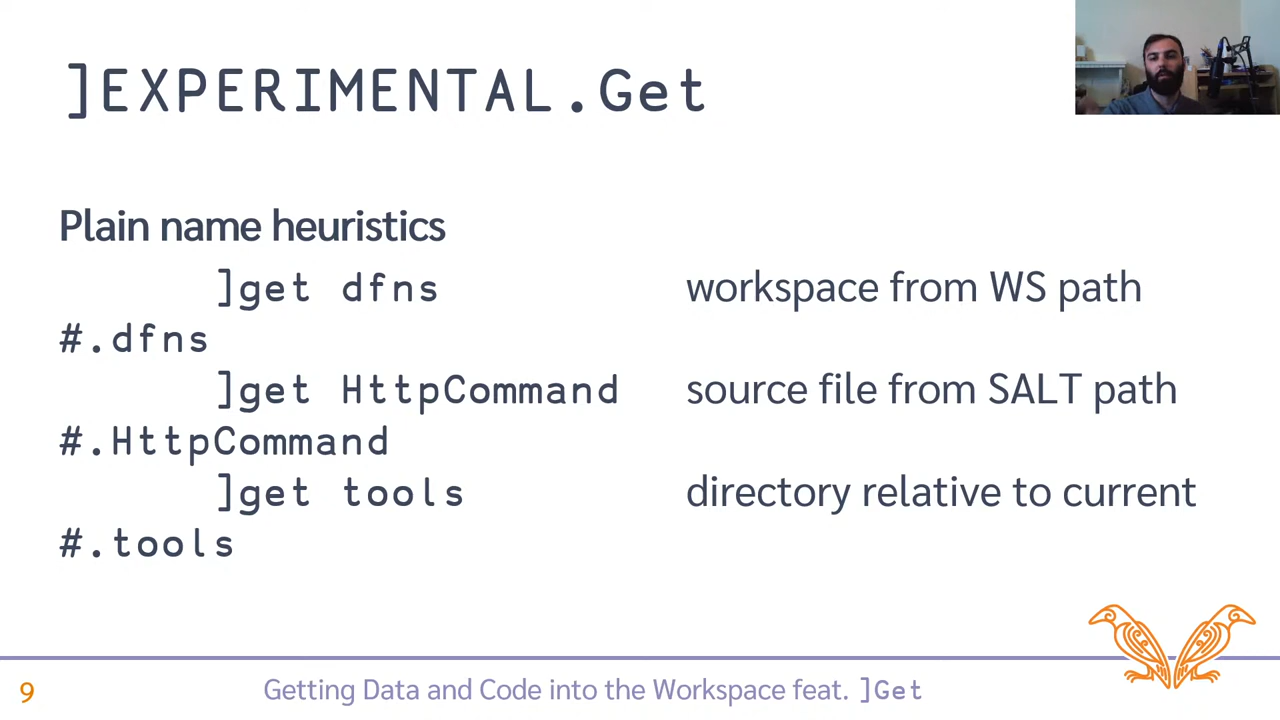 ]EXPERIMENTAL.Get
Plain name heuristics
]get dfns workspace from WS path
#.dfns
]get HttpCommand source file from SALT path
#.HttpCommand
]get tools directory relative to current
#.tools
9 Getting Data and Code into the Workspace feat. ]Get